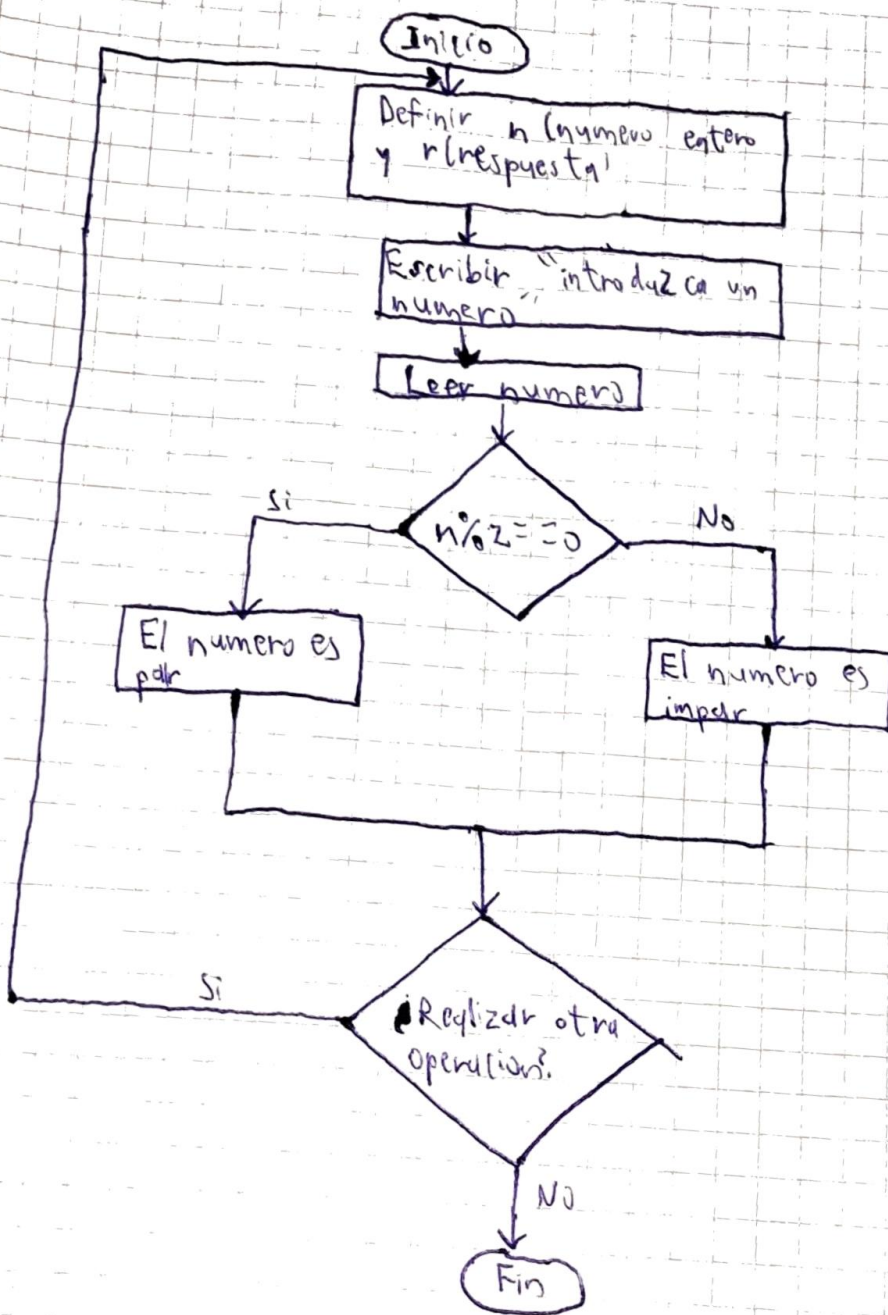 Inicio
Definir n (numero entero
y r(respuesta)
Escribir "introduzca un
numero"
Leer numero
n%2==0
Si
No
El numero es
par
El numero es
impar
¿Realizar otra
operacion?
Si
NO
Fin